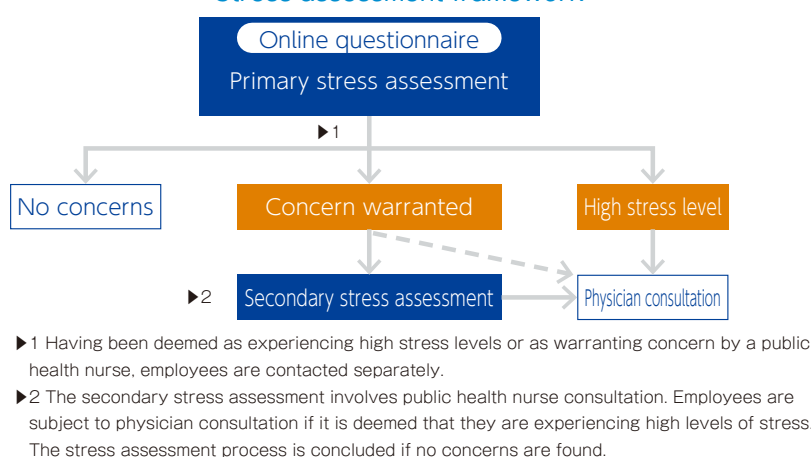 Stress assessment framework
Online questionnaire
Primary stress assessment
▶1
No concerns
Concern warranted
High stress level
▶2
Secondary stress assessment
Physician consultation
▶1 Having been deemed as experiencing high stress levels or as warranting concern by a public
health nurse, employees are contacted separately.
▶2 The secondary stress assessment involves public health nurse consultation. Employees are
subject to physician consultation if it is deemed that they are experiencing high levels of stress.
The stress assessment process is concluded if no concerns are found.